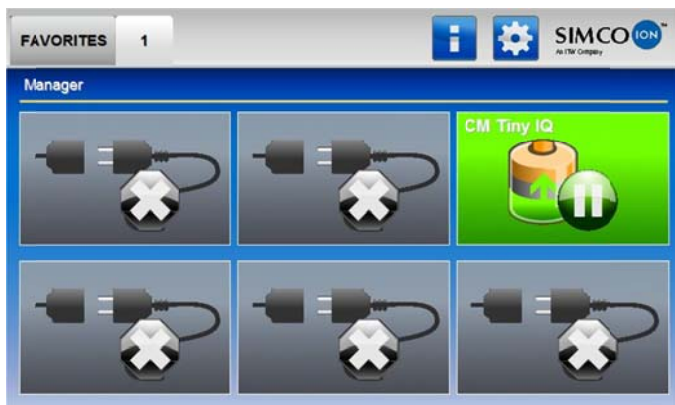 FAVORITES 1
SIMCO ION
An ITW Company
Manager
CM Tiny IQ